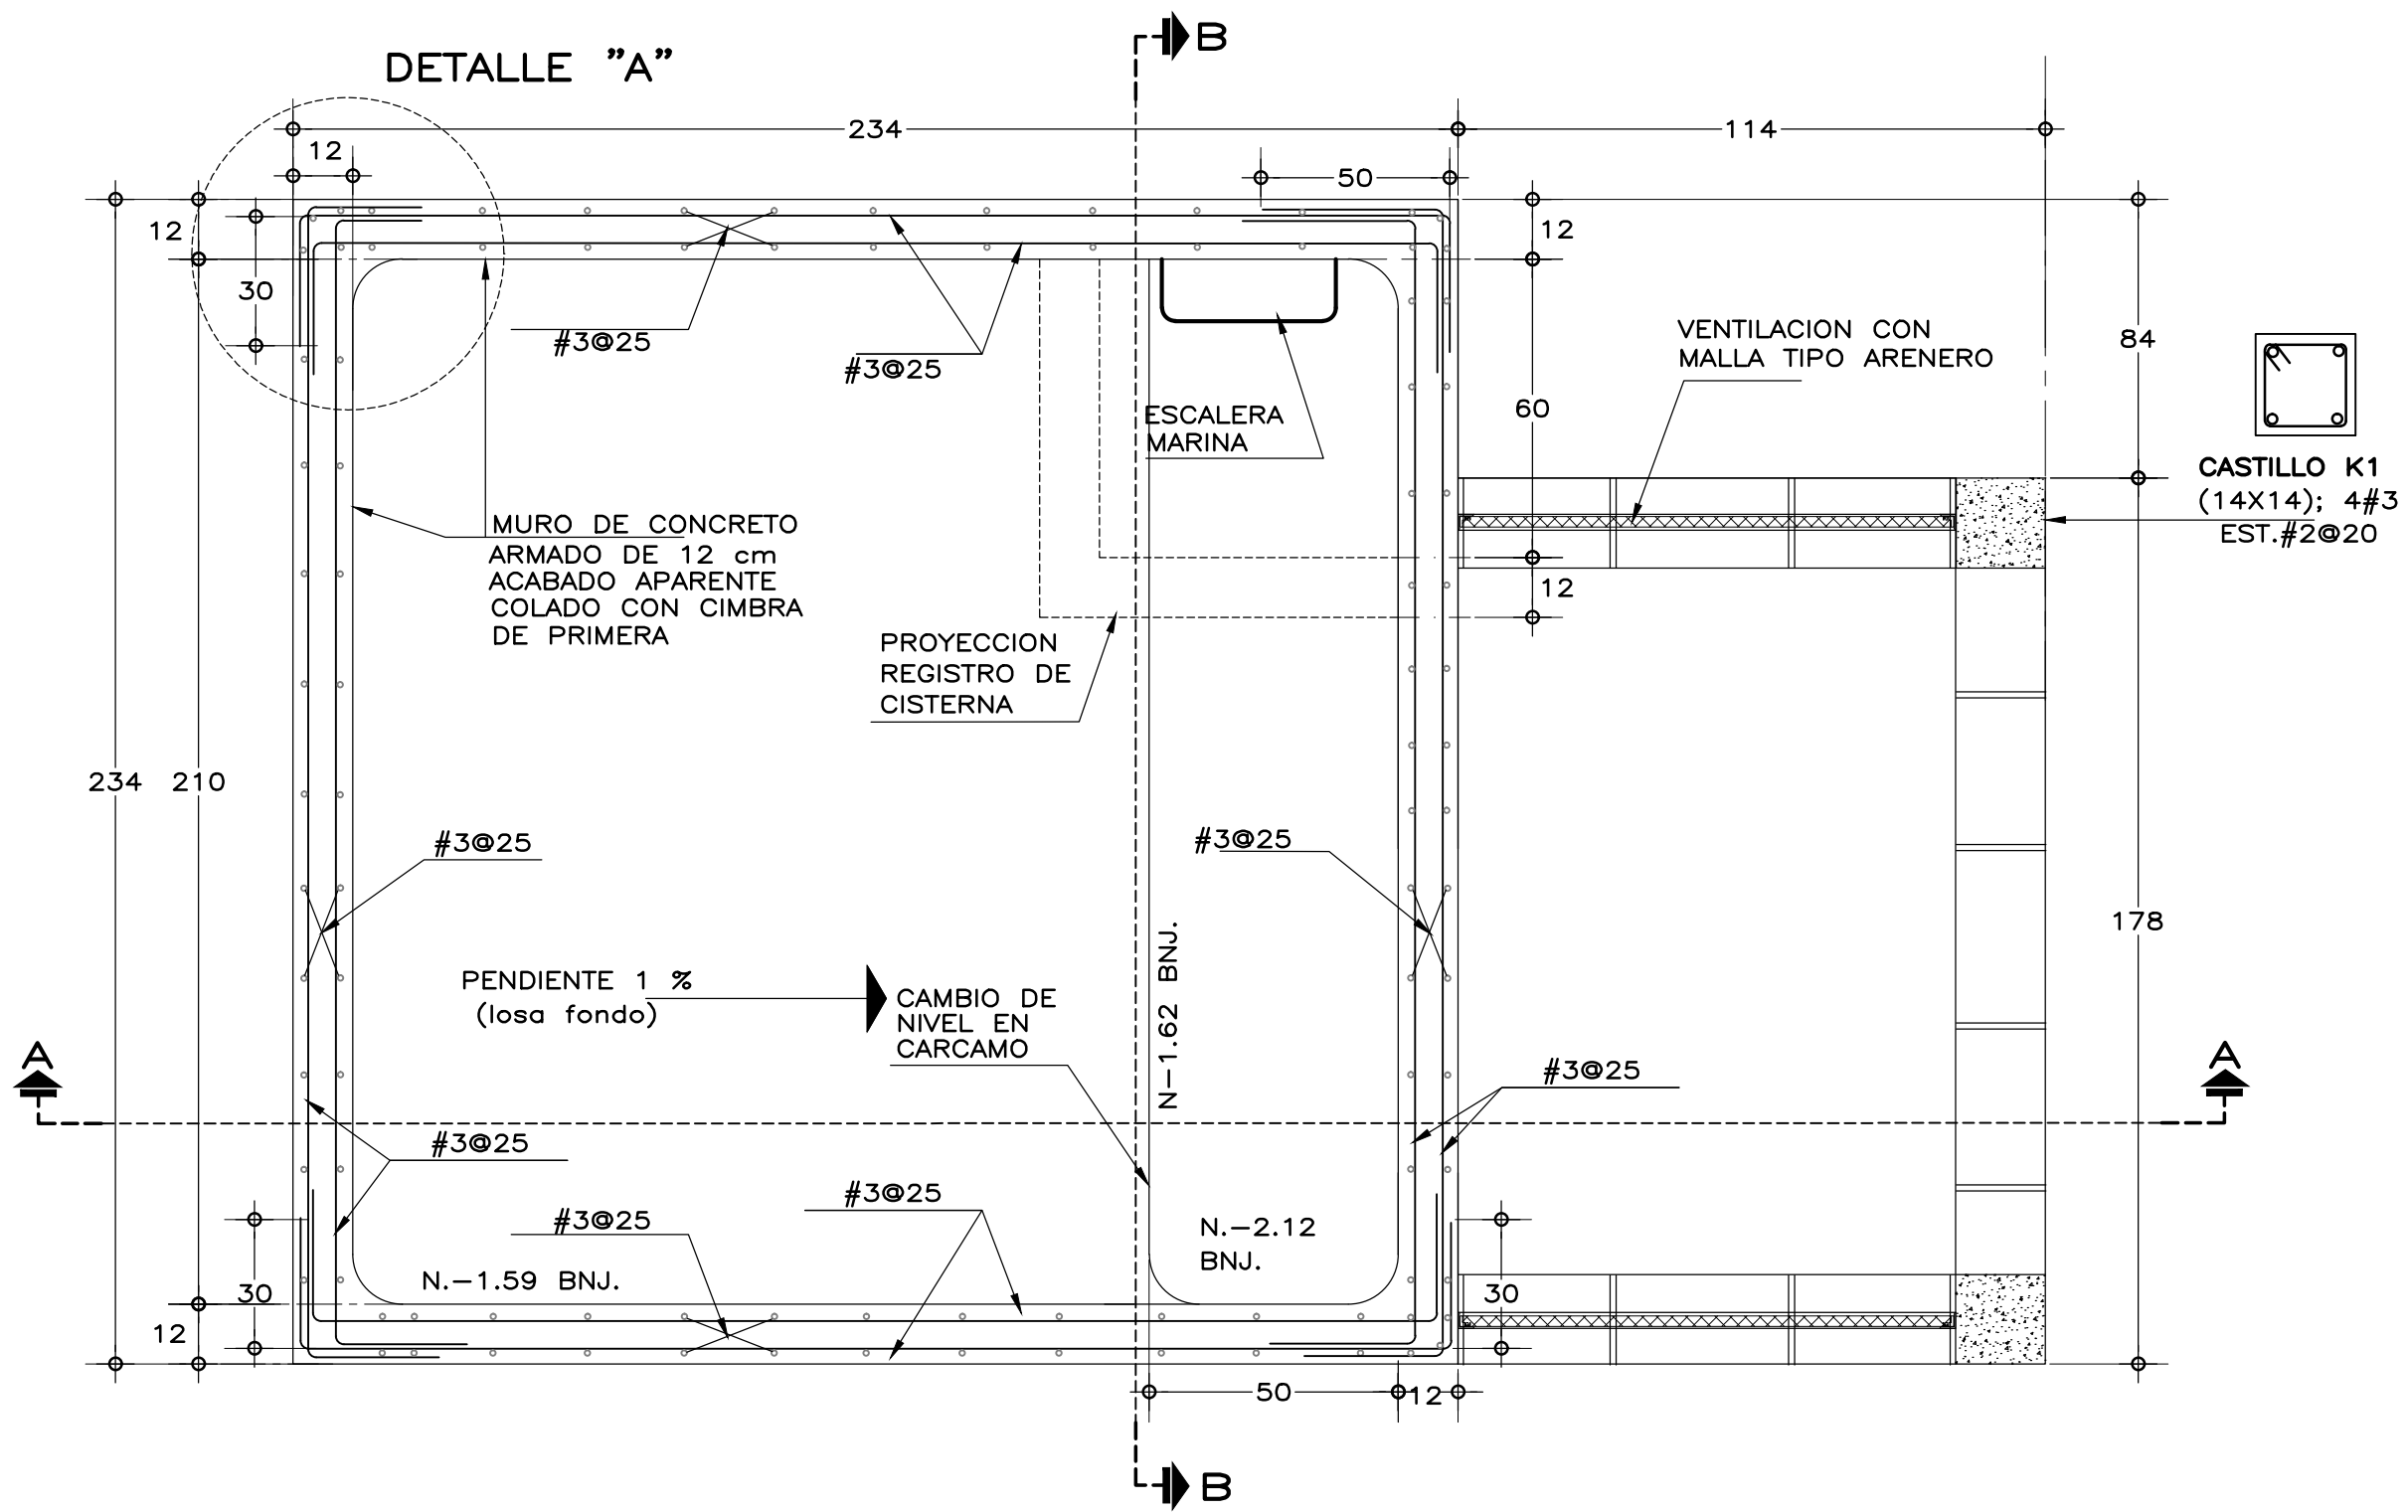 B
DETALLE ”A”
234
114
12
50
12
30
12
#3@25
#3@25
VENTILACION CON
MALLA TIPO ARENERO
84
60
ESCALERA
MARINA
CASTILLO K1
(14X14); 4#3
EST.#2@20
MURO DE CONCRETO
ARMADO DE 12 cm
ACABADO APARENTE
COLADO CON CIMBRA
DE PRIMERA
12
PROYECCION
REGISTRO DE
CISTERNA
234
210
#3@25
#3@25
178
PENDIENTE 1 %
(losa fondo)
CAMBIO DE
NIVEL EN
CARCAMO
N-1.62 BNJ.
A
A
#3@25
#3@25
#3@25
#3@25
N.-2.12
BNJ.
N.-1.59 BNJ.
30
30
12
50
12
B